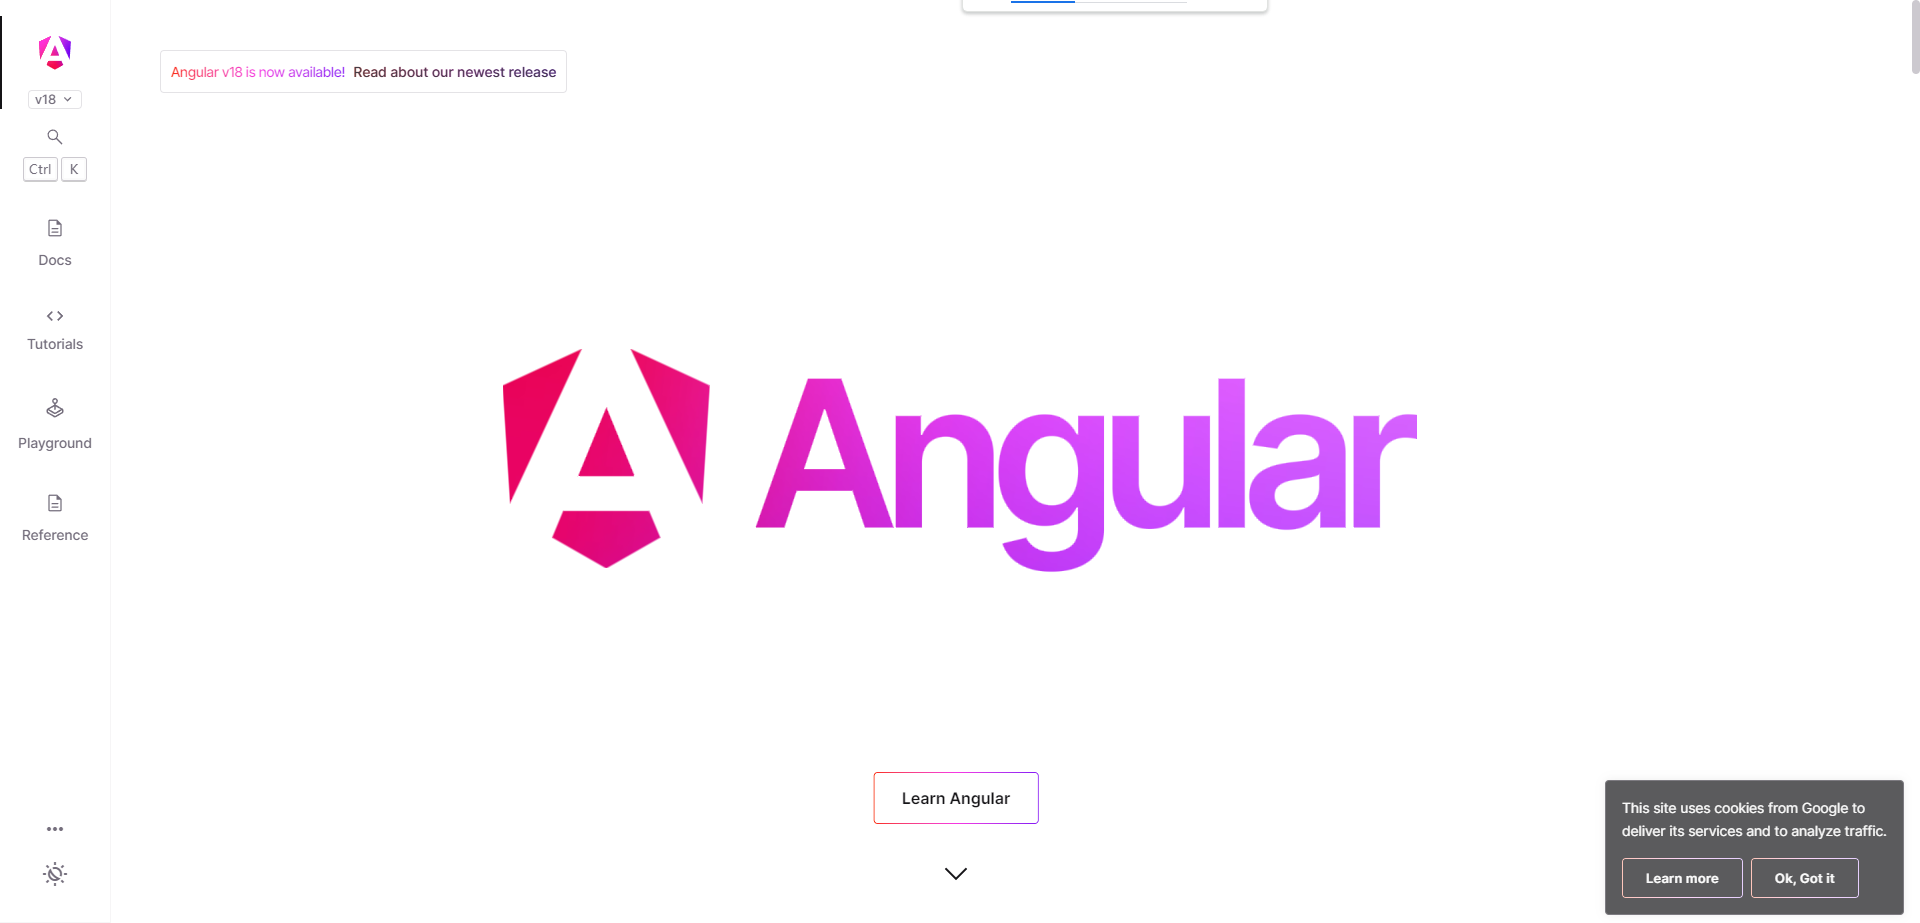 v18
Ctrl K
Docs
Tutorials
Playground
Reference
Angular v18 is now available! Read about our newest release
Angular
Learn Angular
This site uses cookies from Google to
deliver its services and to analyze traffic.
Learn more
Ok, Got it